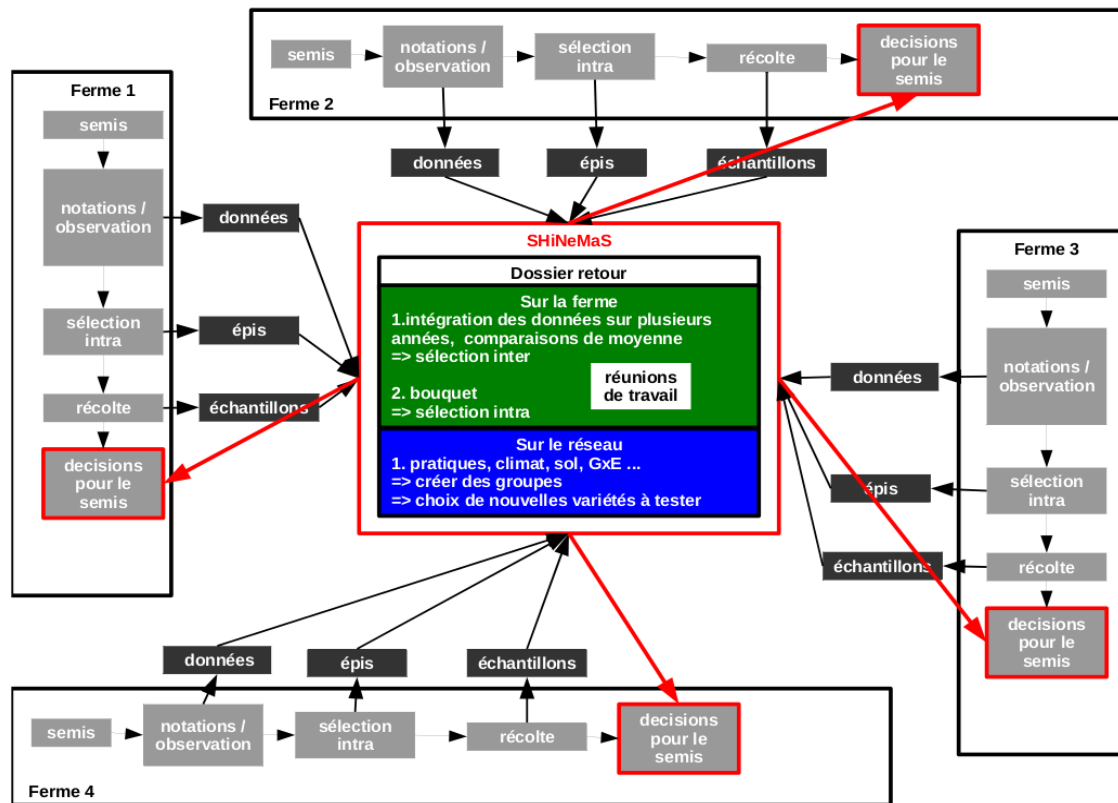 semis
notations /
observation
sélection
intra
récolte
decisions
pour le
semis
Ferme 2
données
épis
échantillons
Ferme 1
semis
notations /
observation
sélection
intra
récolte
decisions
pour le
semis
données
épis
échantillons
SHiNeMaS
Dossier retour
Sur la ferme
1.intégration des données sur plusieurs
années, comparaisons de moyenne
=> sélection inter
2. bouquet
=> sélection intra
réunions
de travail
Sur le réseau
1. pratiques, climat, sol, GxE ...
=> créer des groupes
=> choix de nouvelles variétés à tester
Ferme 3
semis
notations /
observation
sélection
intra
récolte
decisions
pour le
semis
données
épis
échantillons
données
épis
échantillons
semis
notations /
observation
sélection
intra
récolte
decisions
pour le
semis
Ferme 4